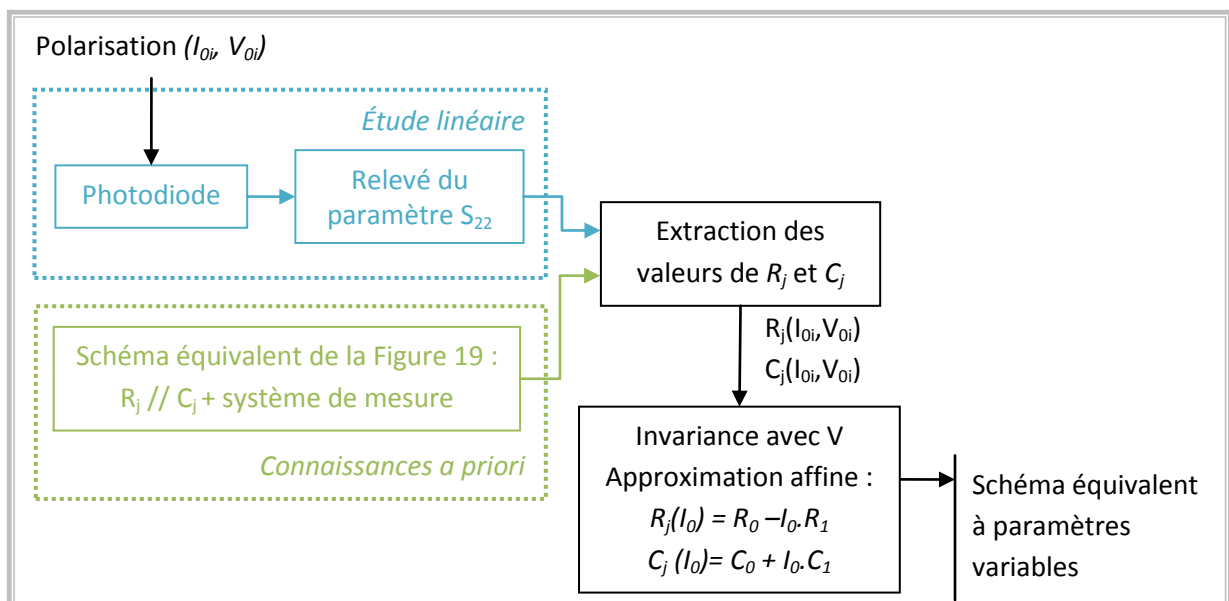 Polarisation (I0i, V0i)
Étude linéaire
Photodiode
Relevé du
paramètre S22
Extraction des
valeurs de Rj et Cj
Schéma équivalent de la Figure 19 :
Rj // Cj + système de mesure
Connaissances a priori
Rj(I0i,V0i)
Cj(I0i,V0i)
Invariance avec V
Approximation affine :
Rj(I0) = R0 –I0.R1
Cj (I0)= C0 + I0.C1
Schéma équivalent
à paramètres
variables